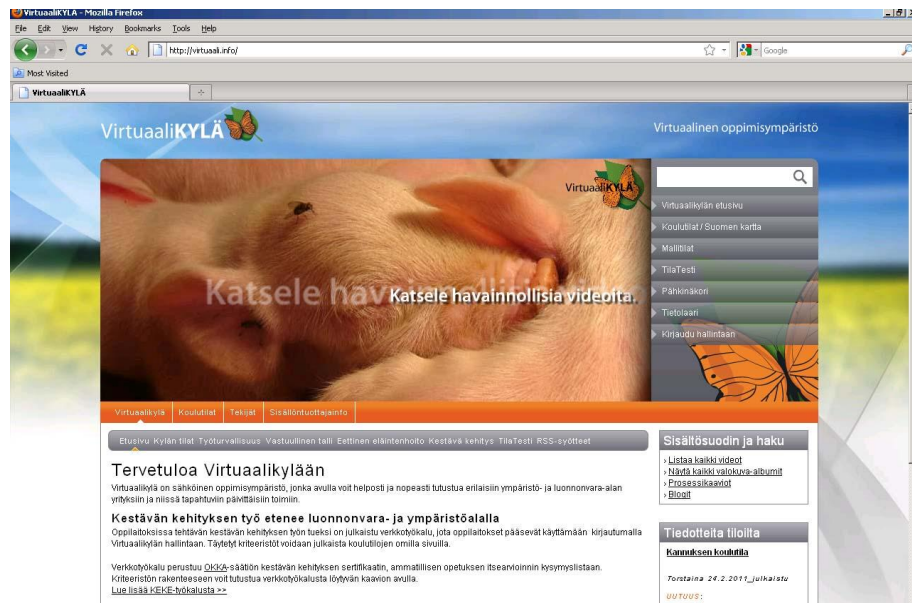 VirtuaaliKYLÄ - Mozilla Firefox
File Edit View History Bookmarks Tools Help
http://virtuaali.info/
Google
Most Visited
VirtuaaliKYLÄ
VirtuaaliKYLÄ
Virtuaalinen oppimisympäristö
VirtuaaliKYLÄ
Katsele havainnollisia videoita.
Virtuaalikylän etusivu
Koulutilat / Suomen kartta
Mallitilat
TilaTesti
Pähkinäkori
Tietolaari
Kirjaudu hallintaan
Virtuaalikylä Koulutilat Tekijät Sisällöntuottajainfo
Etusivu Kylän tilat Työturvallisuus Vastuullinen talli Eettinen eläintenhoito Kestävä kehitys TilaTesti RSS-syötteet
Tervetuloa Virtuaalikylään
Virtuaalikylä on sähköinen oppimisympäristö, jonka avulla voit helposti ja nopeasti tutustua erilaisiin ympäristö- ja luonnonvara-alan
yrityksiin ja niissä tapahtuviin päivittäisiin toimiin.
Kestävän kehityksen työ etenee luonnonvara- ja ympäristöalalla
Oppilaitoksissa tehtävän kestävän kehityksen työn tueksi on julkaistu verkkotyökalu, jota oppilaitokset pääsevät käyttämään kirjautumalla
Virtuaalikylän hallintaan. Täytetyt kriteeristöt voidaan julkaista koulutilojen omilla sivuilla.
Verkkotyökalu perustuu OKKA-säätiön kestävän kehityksen sertifikaatin, ammatillisen opetuksen itsearvioinnin kysymyslistaan.
Kriteeristön rakenteeseen voit tutustua verkkotyökalusta löytyvän kaavion avulla.
Lue lisää KEKE-työkalusta >>
Sisältösuodin ja haku
› Listaa kaikki videot
› Näytä kaikki valokuva-albumit
› Prosessikaaviot
› Blogit
Tiedotteita tiloilta
Kannuksen koulutila
Torstaina 24.2.2011_julkaistu
UUTUUS: